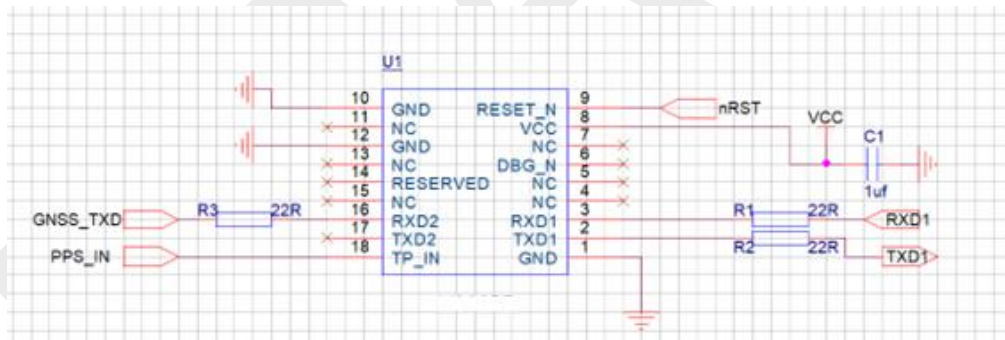 U1
10 GND RESET_N 9 nRST
11 NC VCC 8 VCC
12 GND NC 7 C1
13 NC DBG_N 6
14 RESERVED NC 5 1uf
15 NC NC 4
GNSS_TXD R3 22R 16 RXD2 RXD1 3 R1 22R RXD1
17 TXD2 TXD1 2 R2 22R TXD1
PPS_IN 18 TP_IN GND 1